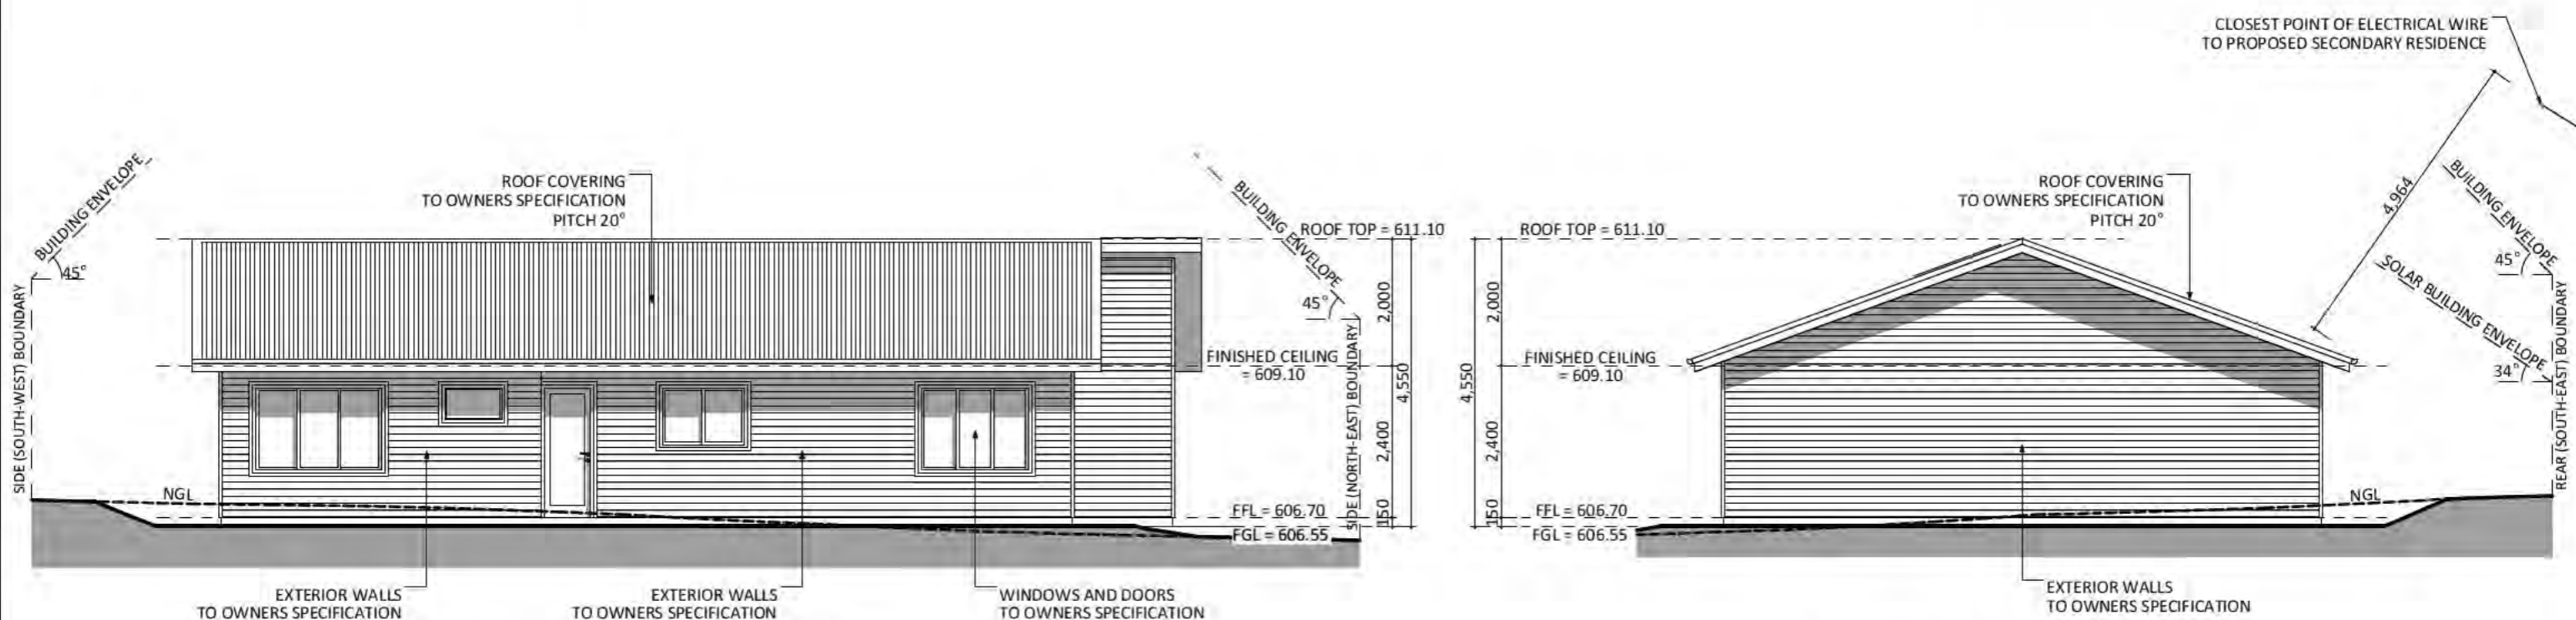 CLOSEST POINT OF ELECTRICAL WIRE
TO PROPOSED SECONDARY RESIDENCE
BUILDING ENVELOPE
45°
SIDE (SOUTH-WEST) BOUNDARY
ROOF COVERING
TO OWNERS SPECIFICATION
PITCH 20°
BUILDING ENVELOPE
45°
SIDE (NORTH-EAST) BOUNDARY
ROOF TOP = 611.10
FINISHED CEILING
= 609.10
FFL = 606.70
FGL = 606.55
2,000
2,400
150
4,550
NGL
EXTERIOR WALLS
TO OWNERS SPECIFICATION
EXTERIOR WALLS
TO OWNERS SPECIFICATION
WINDOWS AND DOORS
TO OWNERS SPECIFICATION
4,550
2,000
2,400
150
ROOF TOP = 611.10
FINISHED CEILING
= 609.10
FFL = 606.70
FGL = 606.55
ROOF COVERING
TO OWNERS SPECIFICATION
PITCH 20°
4,964
BUILDING ENVELOPE
45°
SOLAR BUILDING ENVELOPE
34°
REAR (SOUTH-EAST) BOUNDARY
NGL
EXTERIOR WALLS
TO OWNERS SPECIFICATION